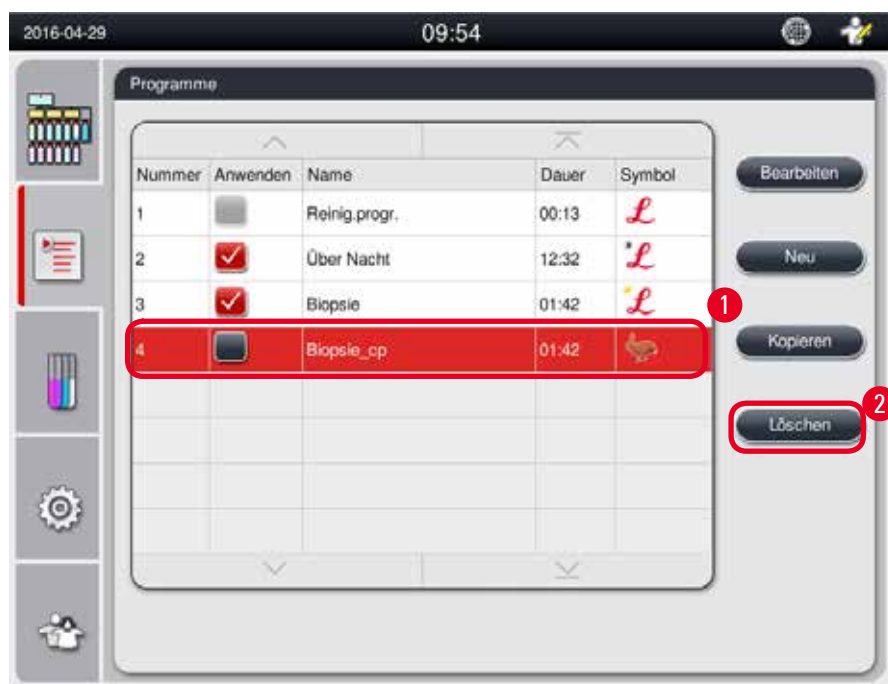 2016-04-29 09:54
Programme
Nummer Anwenden Name Dauer Symbol
1 Reinig.progr. 00:13 L
2 Über Nacht 12:32 L
3 Biopsie 01:42 L
4 Biopsie_cp 01:42
Bearbeiten
Neu
1
Kopieren
2
Löschen